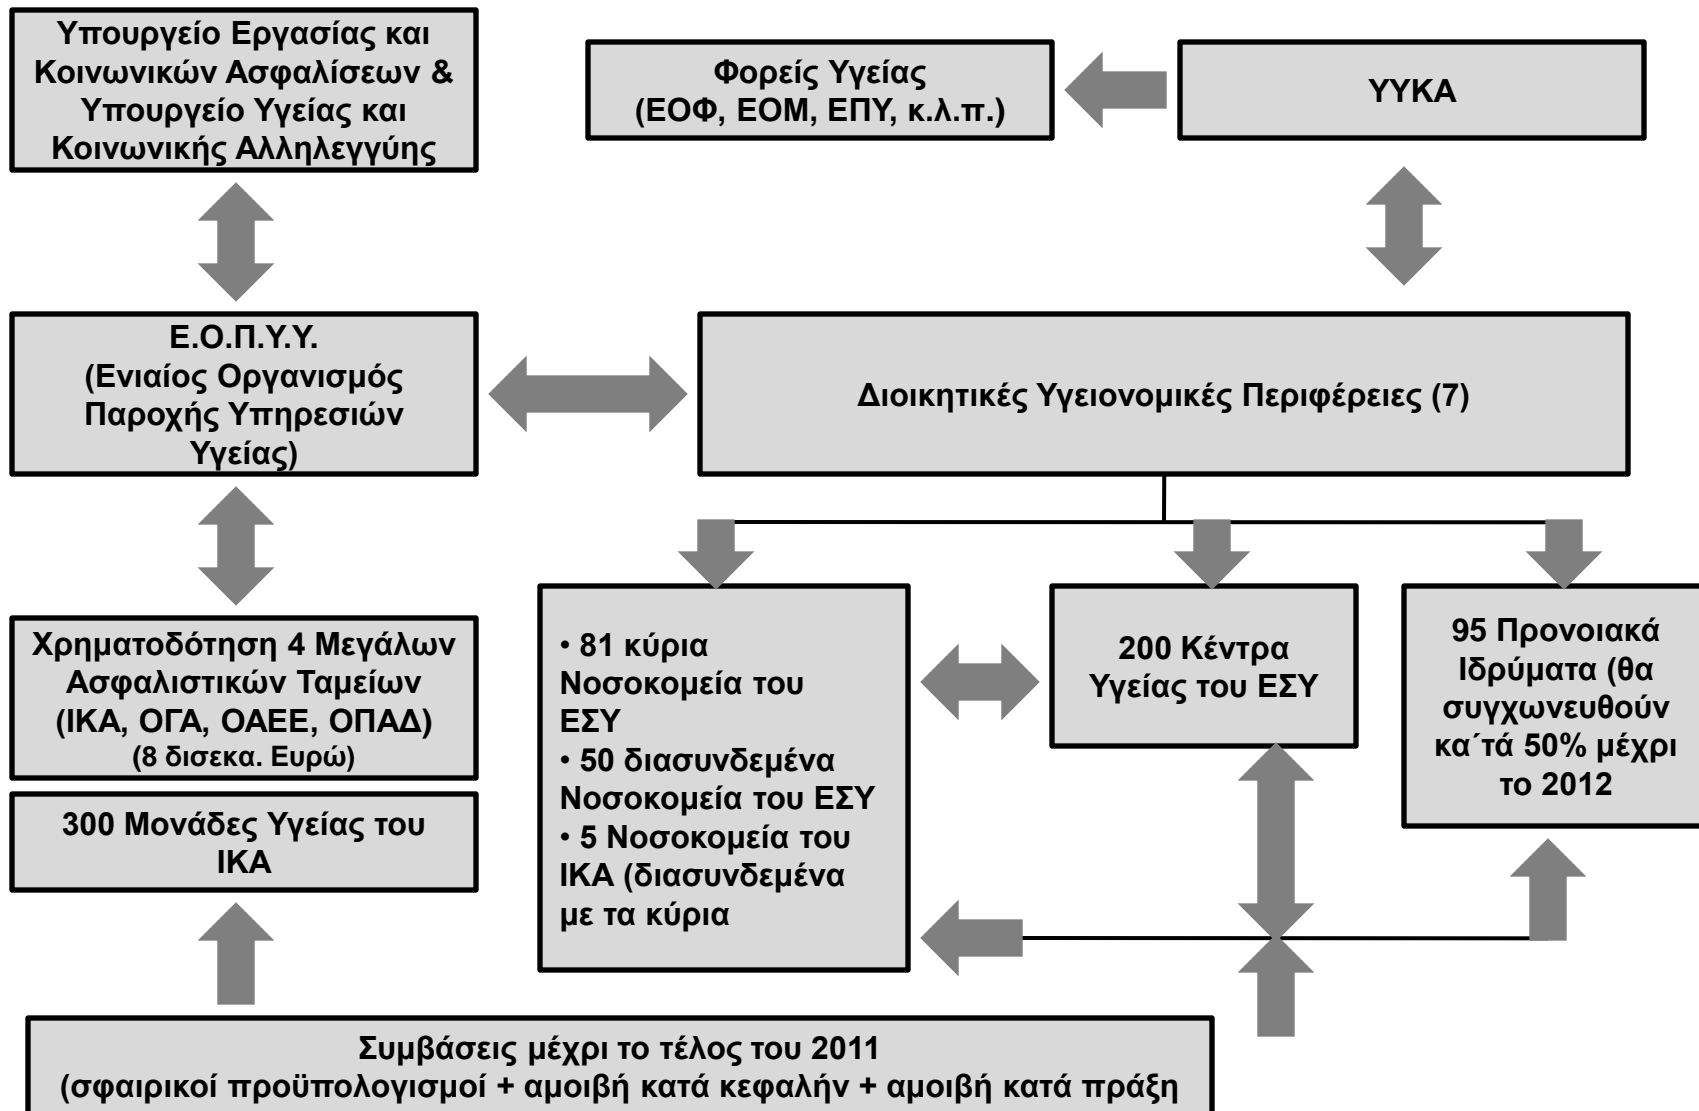 Υπουργείο Εργασίας και
Κοινωνικών Ασφαλίσεων &
Υπουργείο Υγείας και
Κοινωνικής Αλληλεγγύης
Φορείς Υγείας
(ΕΟΦ, ΕΟΜ, ΕΠΥ, κ.λ.π.)
ΥΥΚΑ
Ε.Ο.Π.Υ.Υ.
(Ενιαίος Οργανισμός
Παροχής Υπηρεσιών
Υγείας)
Διοικητικές Υγειονομικές Περιφέρειες (7)
Χρηματοδότηση 4 Μεγάλων
Ασφαλιστικών Ταμείων
(ΙΚΑ, ΟΓΑ, ΟΑΕΕ, ΟΠΑΔ)
(8 δισεκα. Ευρώ)
300 Μονάδες Υγείας του
ΙΚΑ
• 81 κύρια
Νοσοκομεία του
ΕΣΥ
• 50 διασυνδεμένα
Νοσοκομεία του ΕΣΥ
• 5 Νοσοκομεία του
ΙΚΑ (διασυνδεμένα
με τα κύρια
200 Κέντρα
Υγείας του ΕΣΥ
95 Προνοιακά
Ιδρύματα (θα
συγχωνευθούν
κα΄τά 50% μέχρι
το 2012
Συμβάσεις μέχρι το τέλος του 2011
(σφαιρικοί προϋπολογισμοί + αμοιβή κατά κεφαλήν + αμοιβή κατά πράξη